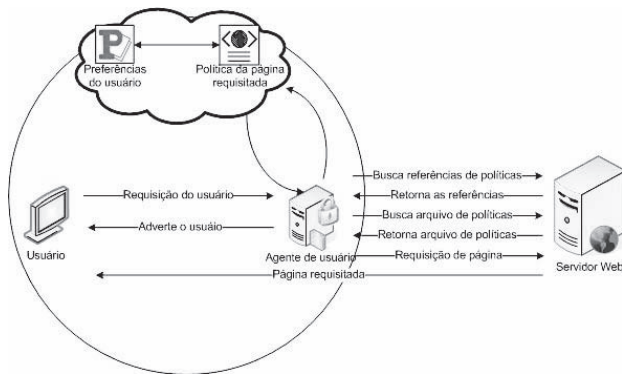 P
Preferências
do usuário
Política da página
requisitada
Busca referências de políticas
Requisição do usuário
Retorna as referências
Busca arquivo de políticas
Adverte o usuáio
Retorna arquivo de políticas
Usuário
Agente de usuário
Requisição de página
Servidor Web
Página requisitada